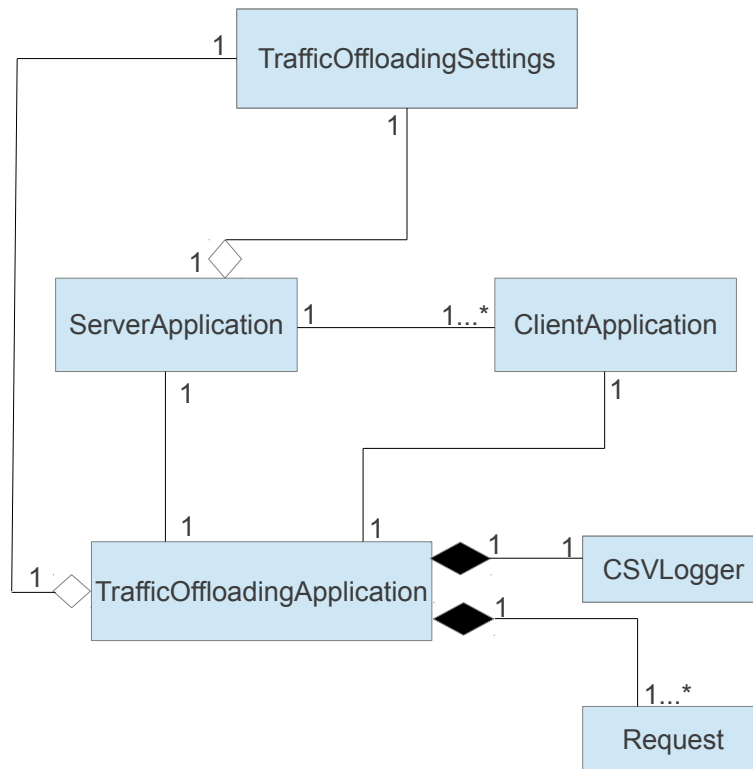 1
TrafficOffloadingSettings
1
1
ServerApplication
1
1...*
ClientApplication
1
1
1
1
1
TrafficOffloadingApplication
1
1
CSVLogger
1
1...*
Request